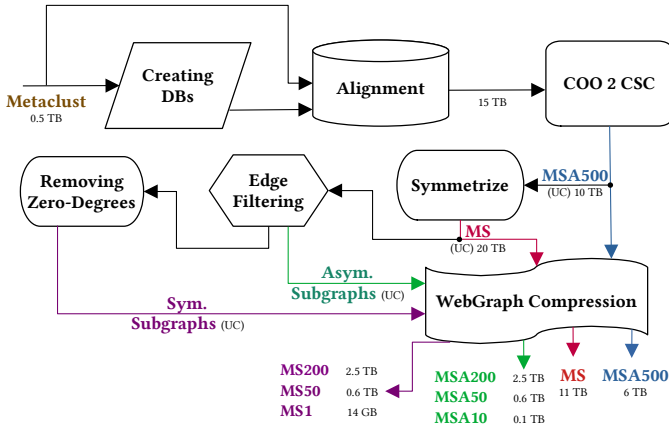 Creating
DBs
Alignment
COO 2 CSC
15 TB
Metaclust
0.5 TB
Removing
Zero-Degrees
Edge
Filtering
Symmetrize
MSA500
(UC) 10 TB
MS
(UC) 20 TB
Asym.
Subgraphs (UC)
Sym.
Subgraphs (UC)
WebGraph Compression
MS200 2.5 TB
MS50 0.6 TB
MS1 14 GB
MSA200 2.5 TB
MSA50 0.6 TB
MSA10 0.1 TB
MS
11 TB
MSA500
6 TB